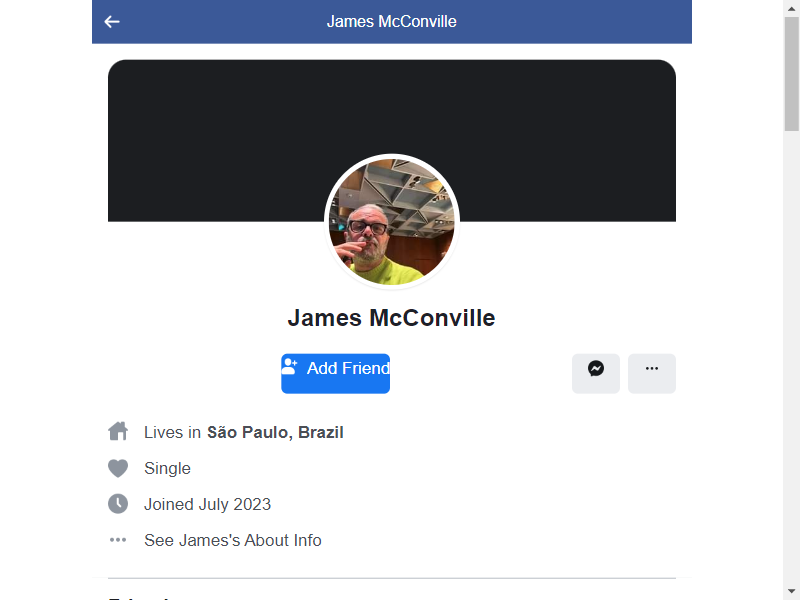 James McConville
James McConville
Add Friend
Lives in São Paulo, Brazil
Single
Joined July 2023
See James's About Info